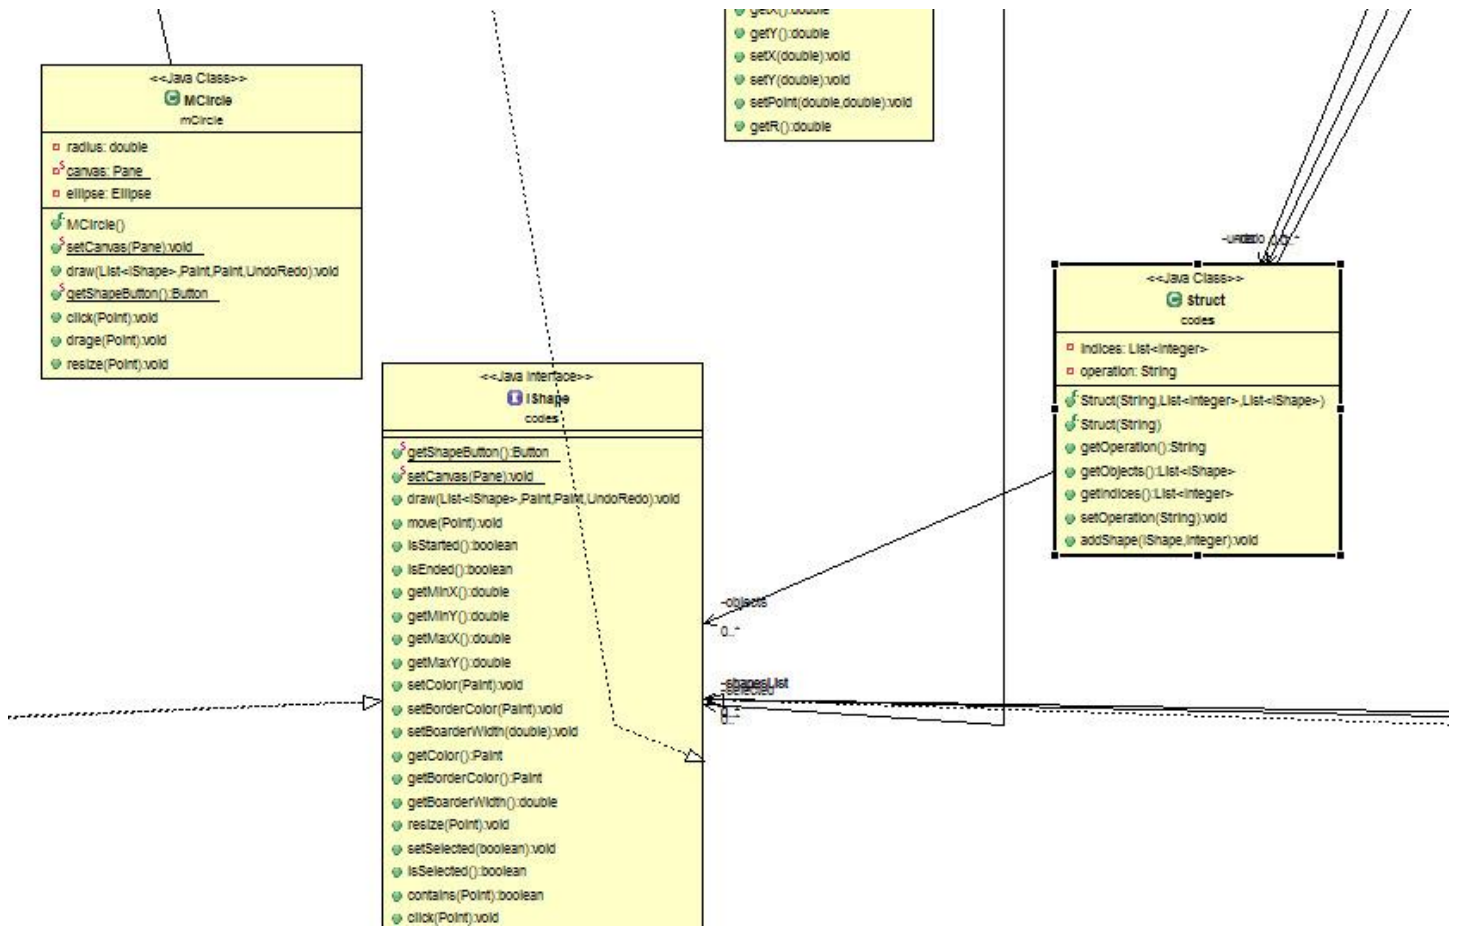 <<Java Class>>
MCircle
mCircle
radius: double
canvas: Pane
ellipse: Ellipse
MCircle()
setCanvas(Pane):void
draw(List<IShape>,Paint,Paint,UndoRedo):void
getShapeButton():Button
click(Point):void
drage(Point):void
resize(Point):void
getX():double
getY():double
setX(double):void
setY(double):void
setPoint(double,double):void
getR():double
<<Java Interface>>
IShape
codes
getShapeButton():Button
setCanvas(Pane):void
draw(List<IShape>,Paint,Paint,UndoRedo):void
move(Point):void
isStarted():boolean
isEnded():boolean
getMinX():double
getMinY():double
getMaxX():double
getMaxY():double
setColor(Paint):void
setBorderColor(Paint):void
setBoarderWidth(double):void
getColor():Paint
getBorderColor():Paint
getBoarderWidth():double
resize(Point):void
setSelected(boolean):void
isSelected():boolean
contains(Point):boolean
click(Point):void
-objects
0..*
-shapesList
-selected
0..*
<<Java Class>>
Struct
codes
indices: List<Integer>
operation: String
Struct(String,List<Integer>,List<IShape>)
Struct(String)
getOperation():String
getObjects():List<IShape>
getIndices():List<Integer>
setOperation(String):void
addShape(IShape,Integer):void